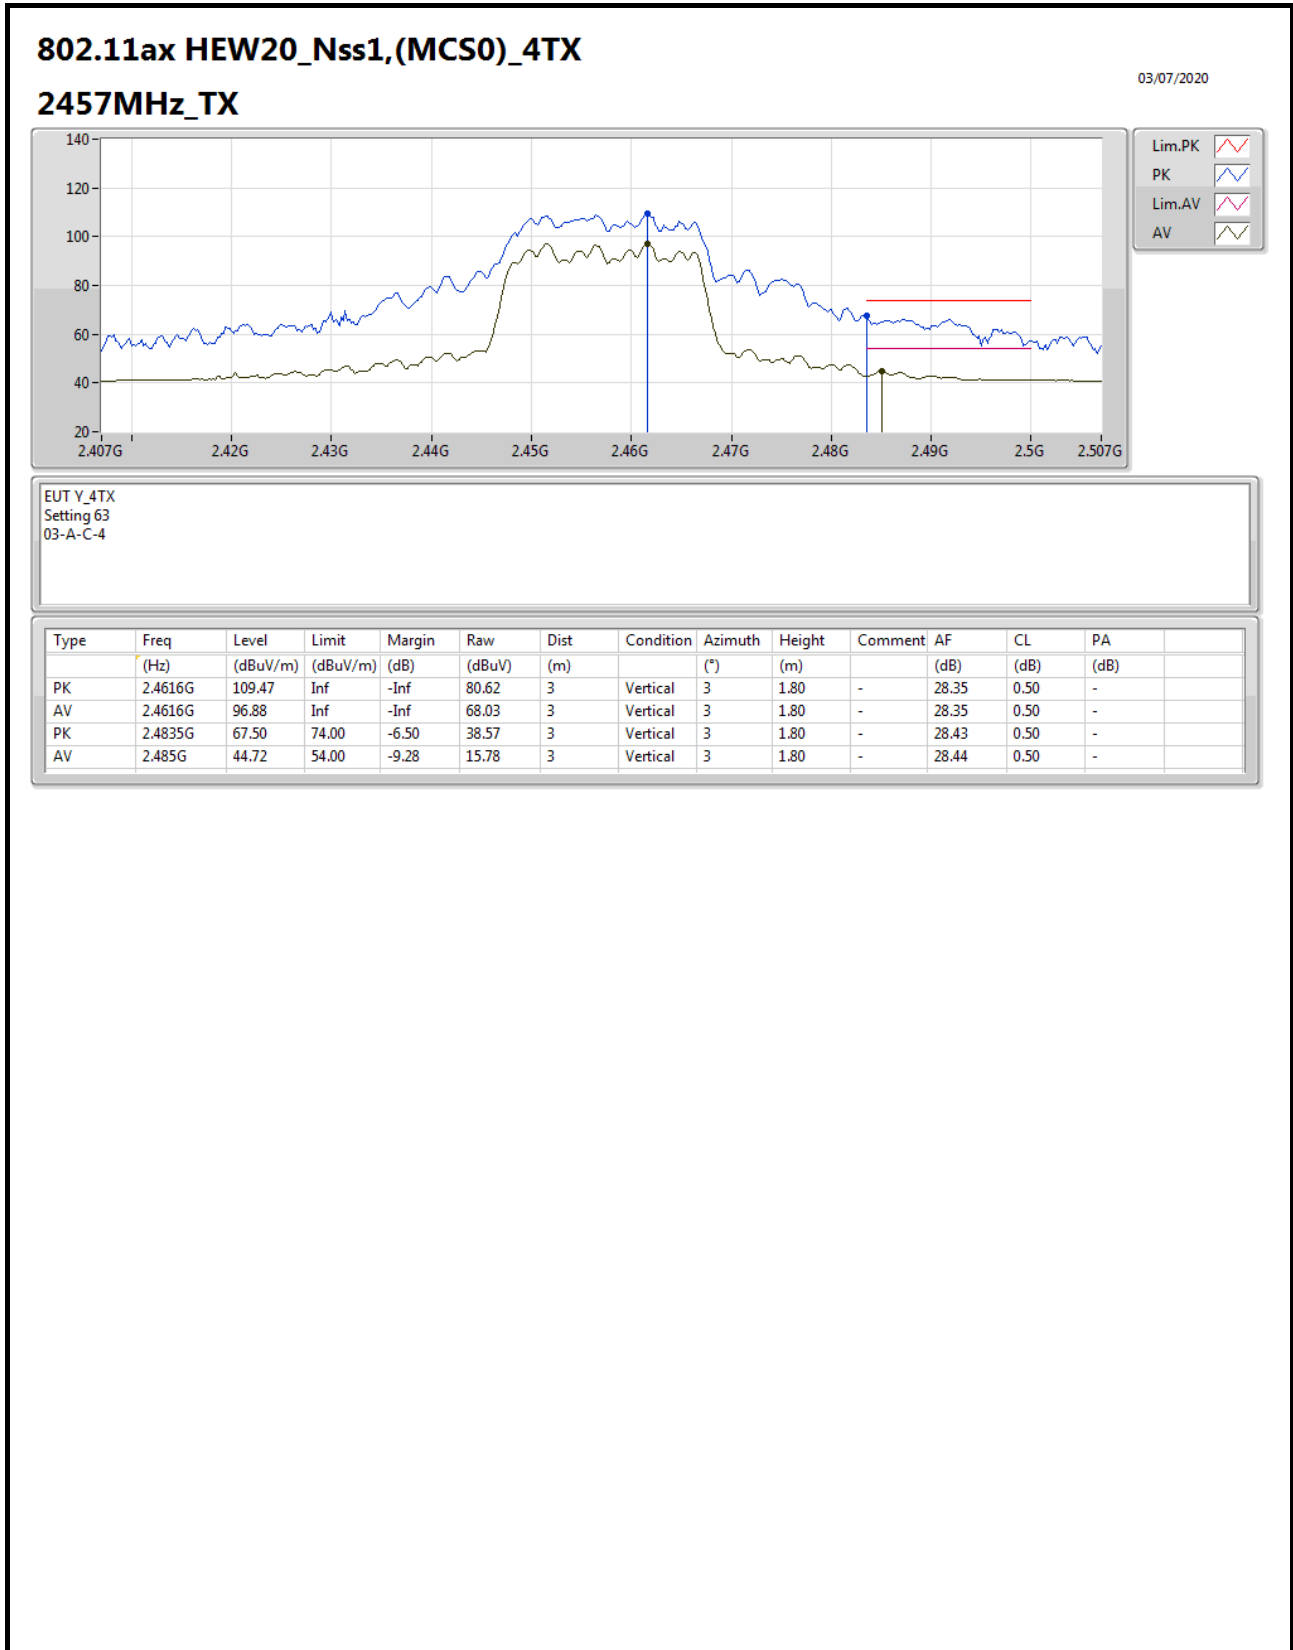 802.11ax HEW20_Nss1,(MCS0)_4TX
03/07/2020
2457MHz_TX
140
120
100
80
60
40
20
2.407G 2.42G 2.43G 2.44G 2.45G 2.46G 2.47G 2.48G 2.49G 2.5G 2.507G
Lim.PK
PK
Lim.AV
AV
EUT Y_4TX
Setting 63
03-A-C-4
Type Freq Level Limit Margin Raw Dist Condition Azimuth Height Comment AF CL PA
(Hz) (dBuV/m) (dBuV/m) (dB) (dBuV) (m) (°) (m) (dB) (dB) (dB)
PK 2.4616G 109.47 Inf -Inf 80.62 3 Vertical 3 1.80 - 28.35 0.50 -
AV 2.4616G 96.88 Inf -Inf 68.03 3 Vertical 3 1.80 - 28.35 0.50 -
PK 2.4835G 67.50 74.00 -6.50 38.57 3 Vertical 3 1.80 - 28.43 0.50 -
AV 2.485G 44.72 54.00 -9.28 15.78 3 Vertical 3 1.80 - 28.44 0.50 -